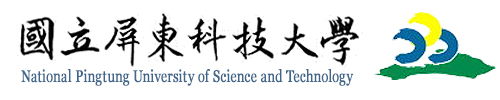 國立屏東科技大學
National Pingtung University of Science and Technology